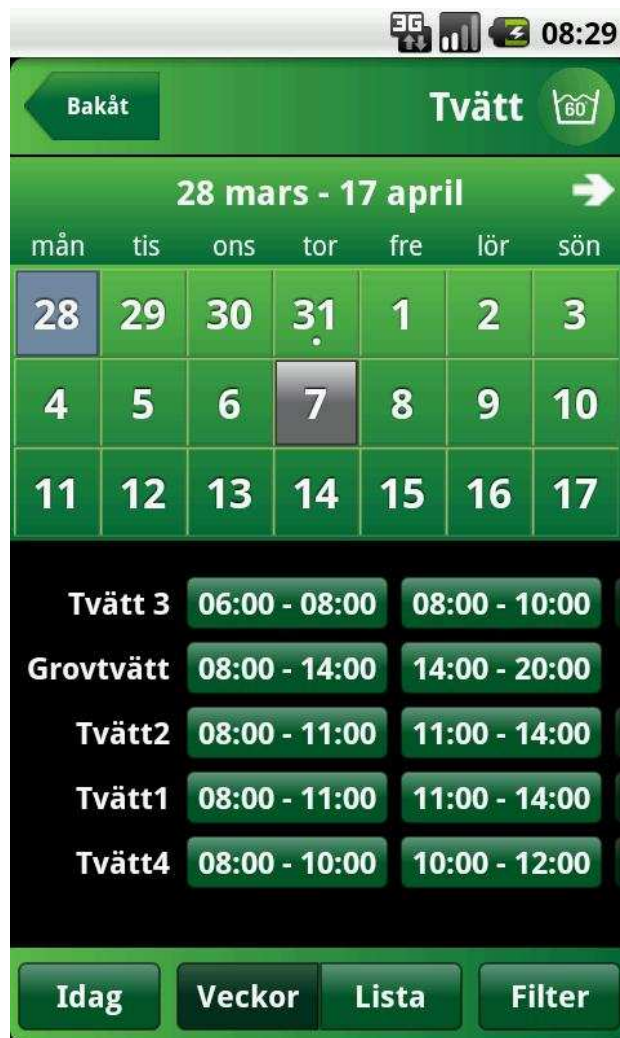 3G 08:29
Bakåt Tvätt 60
28 mars - 17 april
mån tis ons tor fre lör sön
28 29 30 31 1 2 3
4 5 6 7 8 9 10
11 12 13 14 15 16 17
Tvätt 3 06:00 - 08:00 08:00 - 10:00
Grovtvätt 08:00 - 14:00 14:00 - 20:00
Tvätt2 08:00 - 11:00 11:00 - 14:00
Tvätt1 08:00 - 11:00 11:00 - 14:00
Tvätt4 08:00 - 10:00 10:00 - 12:00
Idag Veckor Lista Filter